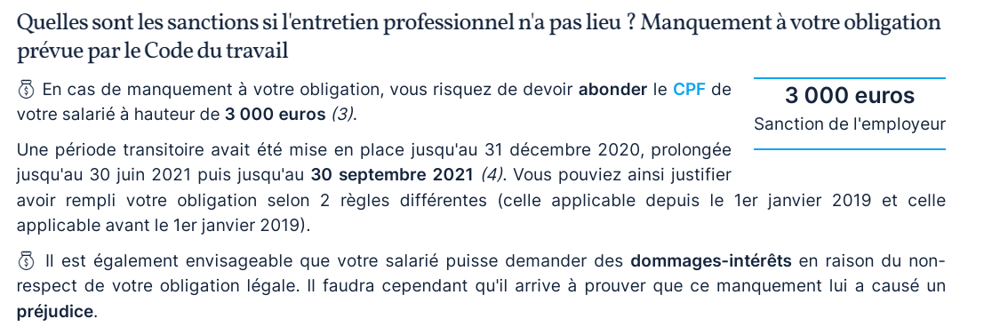 Quelles sont les sanctions si l'entretien professionnel n'a pas lieu ? Manquement à votre obligation
prévue par le Code du travail
En cas de manquement à votre obligation, vous risquez de devoir abonder le CPF de
votre salarié à hauteur de 3 000 euros (3).
3 000 euros
Sanction de l'employeur
Une période transitoire avait été mise en place jusqu'au 31 décembre 2020, prolongée
jusqu'au 30 juin 2021 puis jusqu'au 30 septembre 2021 (4). Vous pouviez ainsi justifier
avoir rempli votre obligation selon 2 règles différentes (celle applicable depuis le 1er janvier 2019 et celle
applicable avant le 1er janvier 2019).
Il est également envisageable que votre salarié puisse demander des dommages-intérêts en raison du non-
respect de votre obligation légale. Il faudra cependant qu'il arrive à prouver que ce manquement lui a causé un
préjudice.